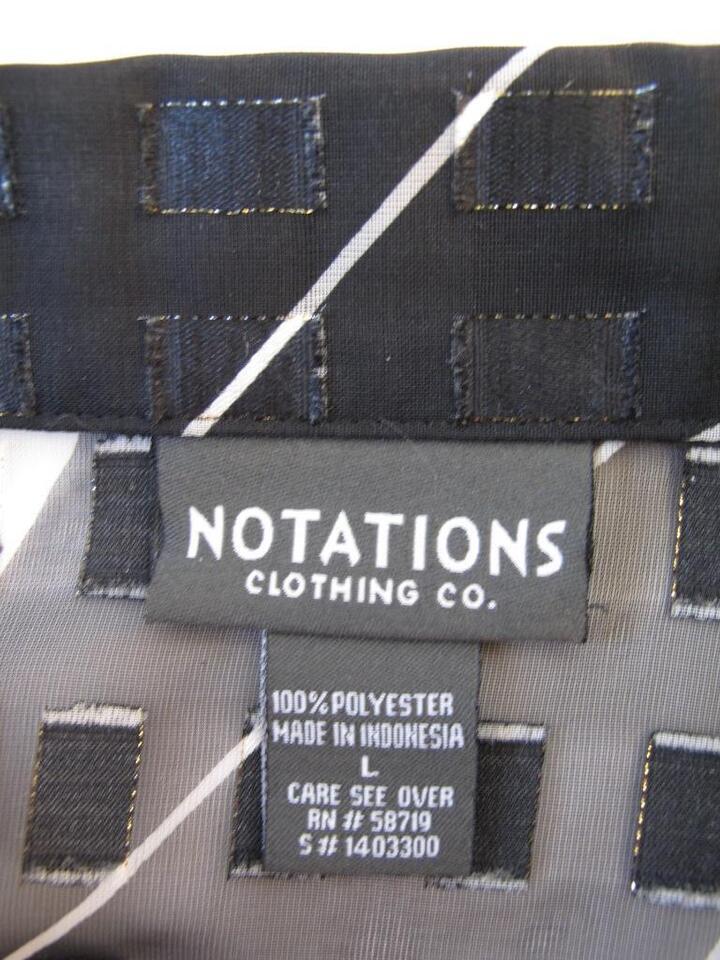 NOTATIONS
CLOTHING CO.
100% POLYESTER
MADE IN INDONESIA
L
CARE SEE OVER
RN # 58719
S # 1403300